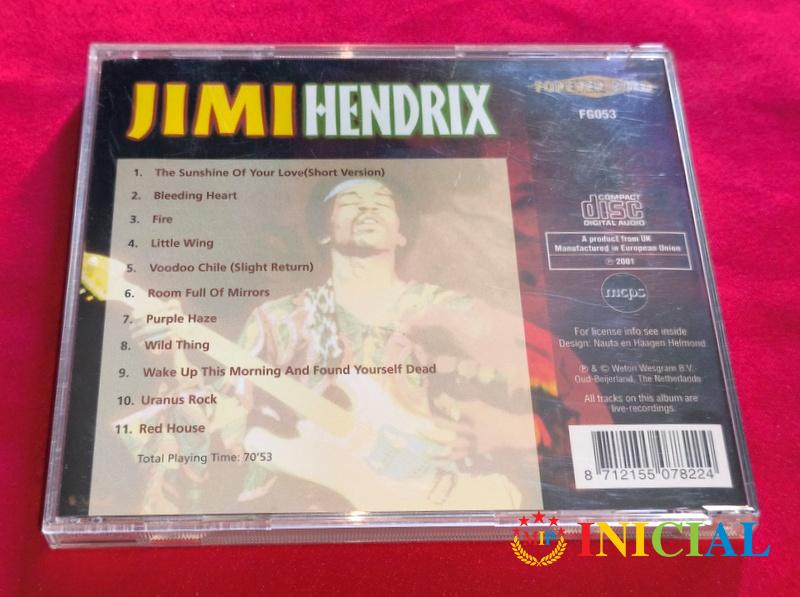 JIMI HENDRIX
1. The Sunshine Of Your Love(Short Version)
2. Bleeding Heart
3. Fire
4. Little Wing
5. Voodoo Chile (Slight Return)
6. Room Full Of Mirrors
7. Purple Haze
8. Wild Thing
9. Wake Up This Morning And Found Yourself Dead
10. Uranus Rock
11. Red House
Total Playing Time: 70'53
FOREVER GOLD
FG053
COMPACT
disc
DIGITAL AUDIO
A product from UK
Manufactured in European Union
℗ 2001
mcps
For license info see inside
Design: Nauta en Haagen Helmond
℗ & © Weton Wesgram B.V.
Oud-Beijerland, The Netherlands
All tracks on this album are
live-recordings.
8 712155 078224
MIP INICIAL